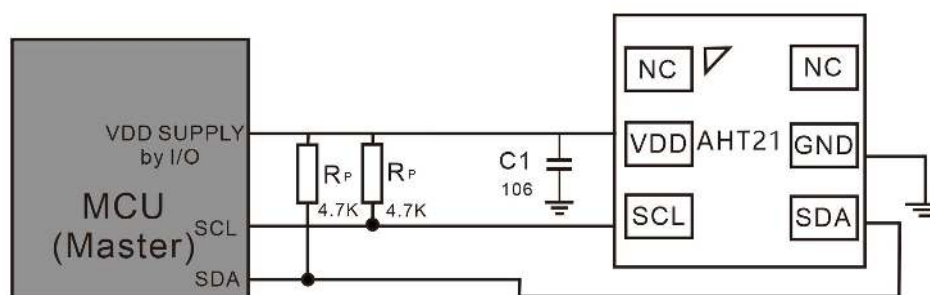 VDD SUPPLY
by I/O
MCU
(Master)
SCL
SDA
RP
4.7K
RP
4.7K
C1
106
NC
NC
VDD
AHT21
GND
SCL
SDA